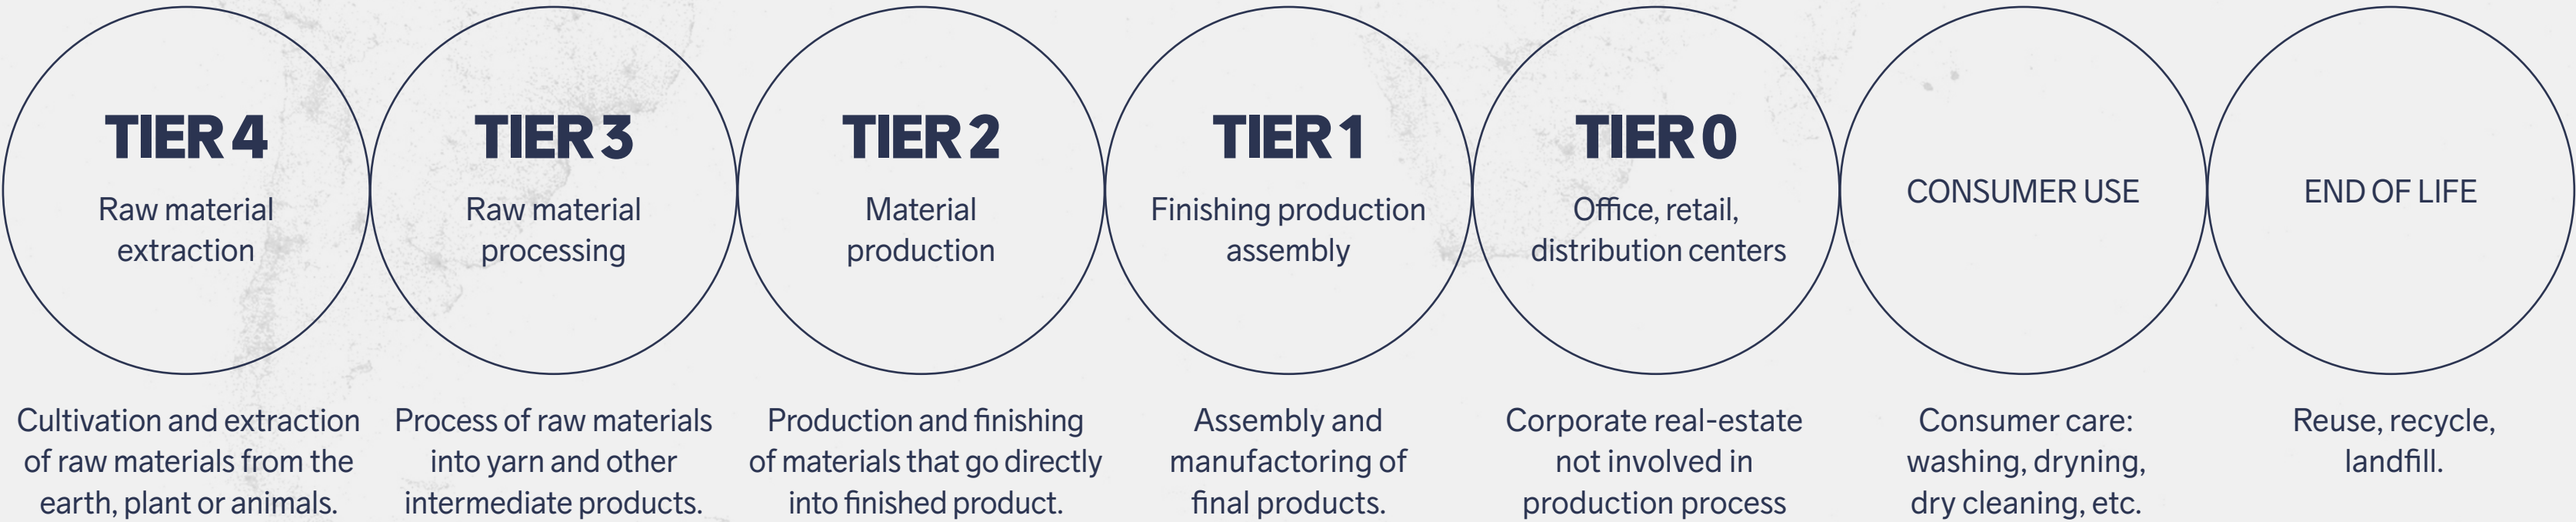 TIER 4
Raw material
extraction
Cultivation and extraction
of raw materials from the
earth, plant or animals.
TIER 3
Raw material
processing
Process of raw materials
into yarn and other
intermediate products.
TIER 2
Material
production
Production and finishing
of materials that go directly
into finished product.
TIER 1
Finishing production
assembly
Assembly and
manufactoring of
final products.
TIER 0
Office, retail,
distribution centers
Corporate real-estate
not involved in
production process
CONSUMER USE
Consumer care:
washing, dryning,
dry cleaning, etc.
END OF LIFE
Reuse, recycle,
landfill.